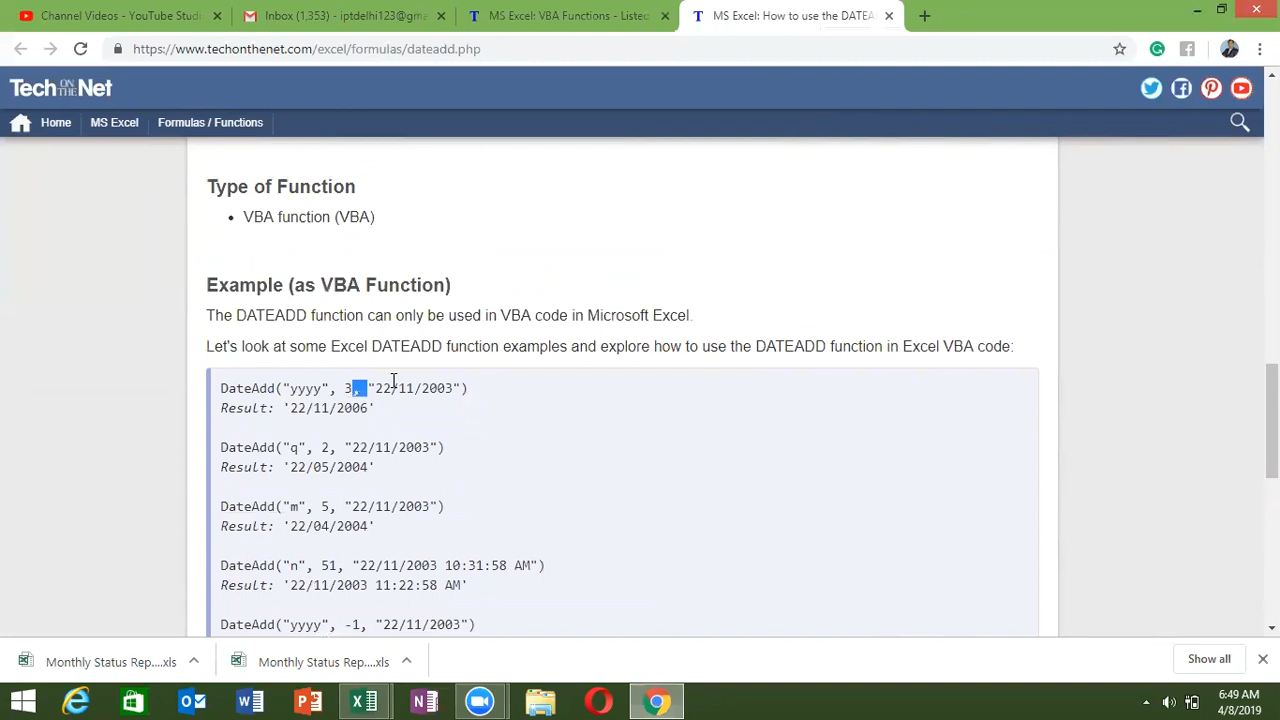 Channel Videos - YouTube Studi
Inbox (1,353) - iptdelhi123@gma
MS Excel: VBA Functions - Listed
MS Excel: How to use the DATEA
https://www.techonthenet.com/excel/formulas/dateadd.php
Tech ON THE Net
Home MS Excel Formulas / Functions
Type of Function
• VBA function (VBA)
Example (as VBA Function)
The DATEADD function can only be used in VBA code in Microsoft Excel.
Let's look at some Excel DATEADD function examples and explore how to use the DATEADD function in Excel VBA code:
DateAdd("yyyy", 3, "22/11/2003")
Result: '22/11/2006'
DateAdd("q", 2, "22/11/2003")
Result: '22/05/2004'
DateAdd("m", 5, "22/11/2003")
Result: '22/04/2004'
DateAdd("n", 51, "22/11/2003 10:31:58 AM")
Result: '22/11/2003 11:22:58 AM'
DateAdd("yyyy", -1, "22/11/2003")
Monthly Status Rep....xls
Monthly Status Rep....xls
Show all
6:49 AM
4/8/2019